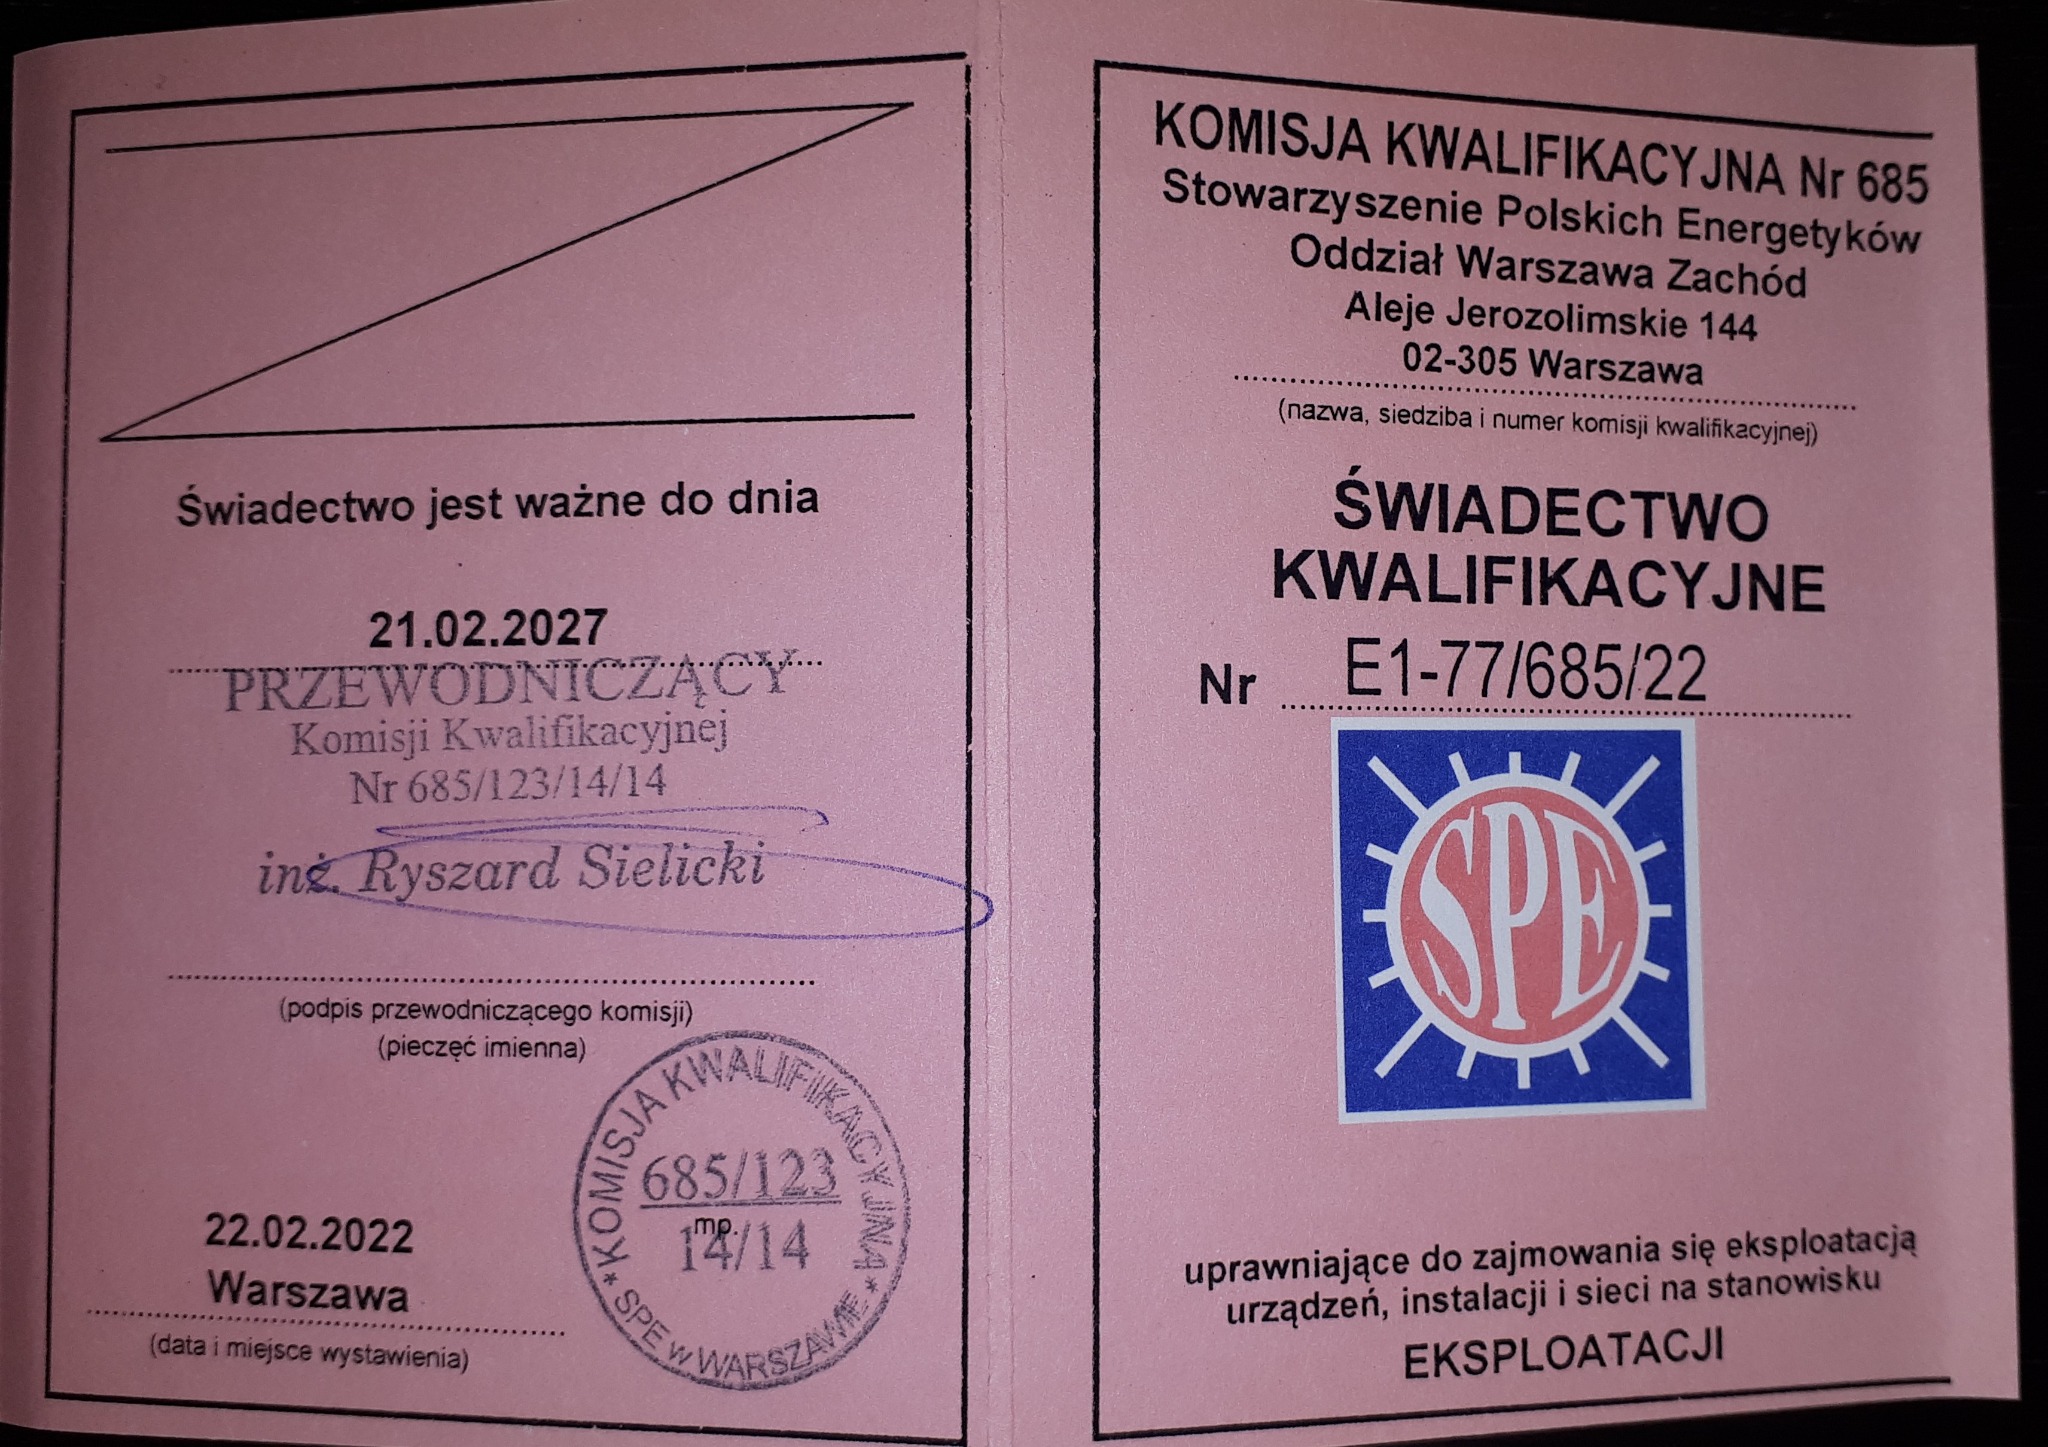 Świadectwo jest ważne do dnia
21.02.2027
PRZEWODNICZĄCY
Komisji Kwalifikacyjnej
Nr 685/123/14/14
inż. Ryszard Sielicki
(podpis przewodniczącego komisji)
(pieczęć imienna)
KOMISJA KWALIFIKACYJNA
685/123
mp.
14/14
* SPE w WARSZAWIE *
22.02.2022
Warszawa
(data i miejsce wystawienia)
KOMISJA KWALIFIKACYJNA Nr 685
Stowarzyszenie Polskich Energetyków
Oddział Warszawa Zachód
Aleje Jerozolimskie 144
02-305 Warszawa
(nazwa, siedziba i numer komisji kwalifikacyjnej)
ŚWIADECTWO
KWALIFIKACYJNE
Nr E1-77/685/22
SPE
uprawniające do zajmowania się eksploatacją
urządzeń, instalacji i sieci na stanowisku
EKSPLOATACJI